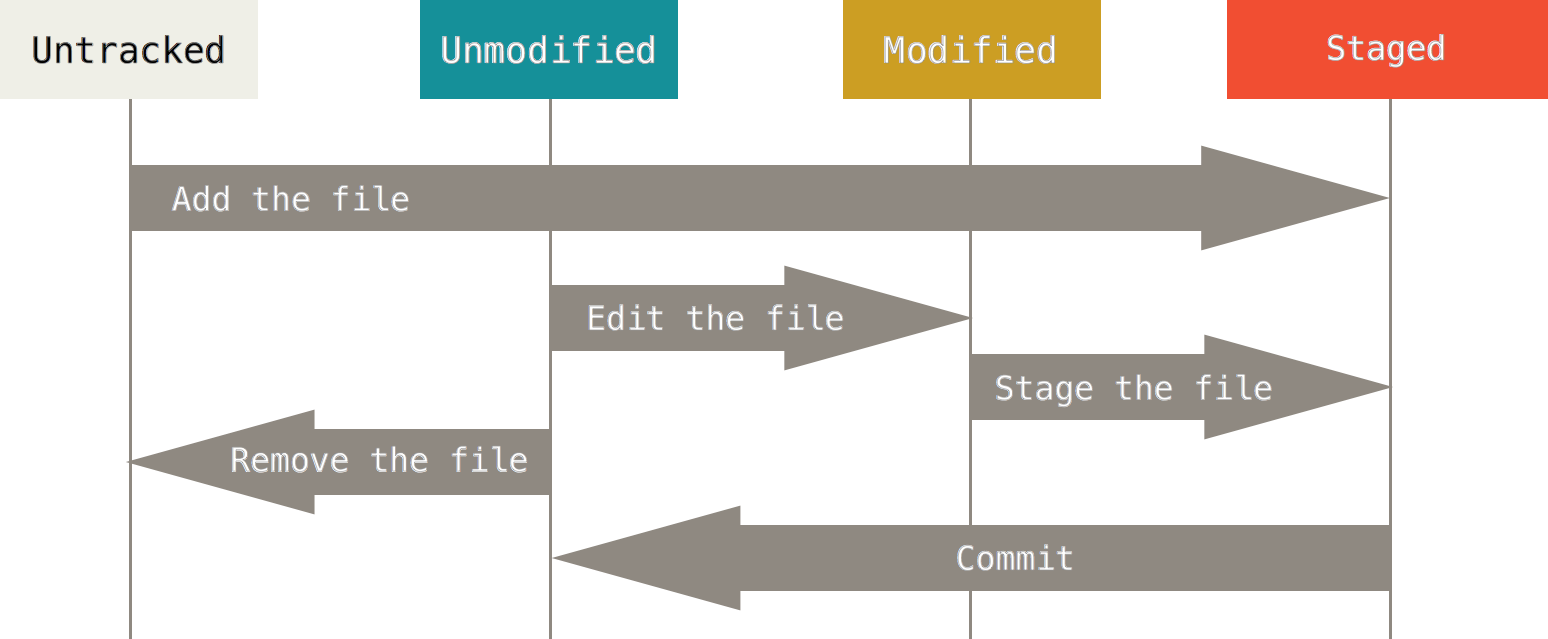 Untracked
Unmodified
Modified
Staged
Add the file
Edit the file
Stage the file
Remove the file
Commit